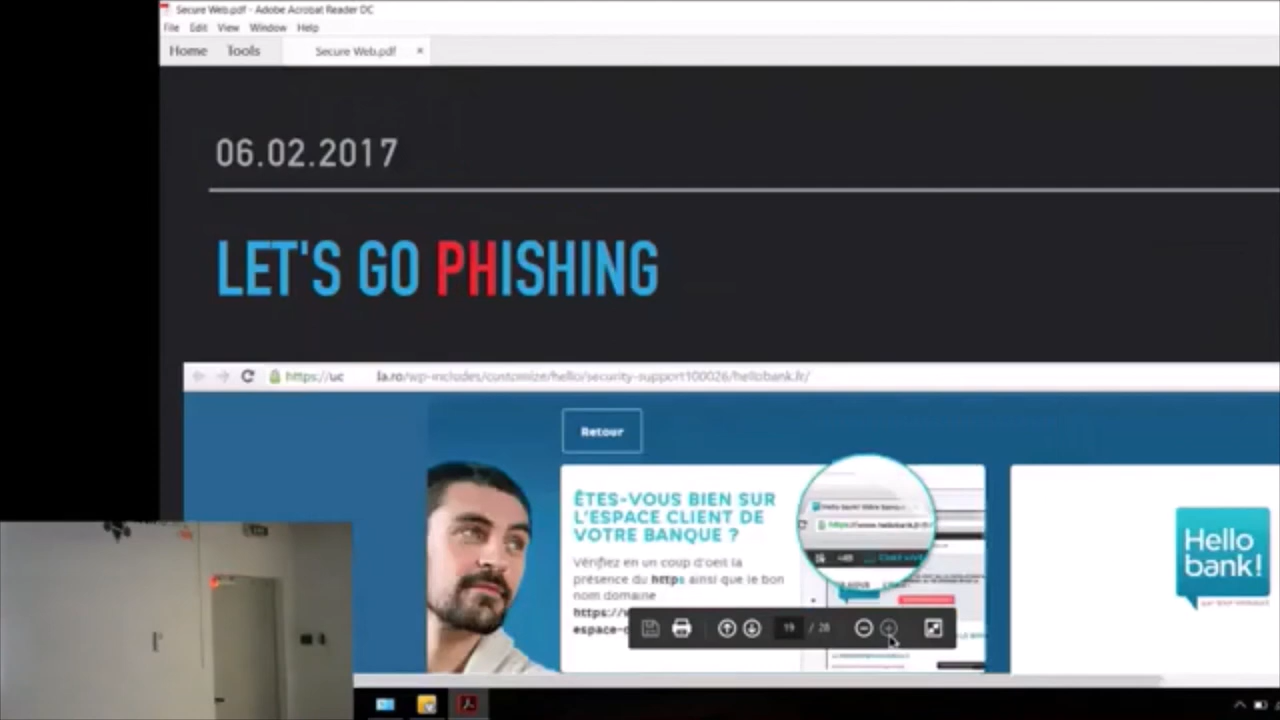 Secure Web.pdf - Adobe Acrobat Reader DC
File Edit View Window Help
Home Tools Secure Web.pdf ×
06.02.2017
LET'S GO PHISHING
https://uc la.ro/wp-includes/customize/hello/security-support100026/hellobank.fr/
Retour
ÊTES-VOUS BIEN SUR
L'ESPACE CLIENT DE
VOTRE BANQUE ?
Vérifiez en un coup d'oeil la
présence du https ainsi que le bon
nom domaine
https://
espace-
Hello
bank!
19 / 28